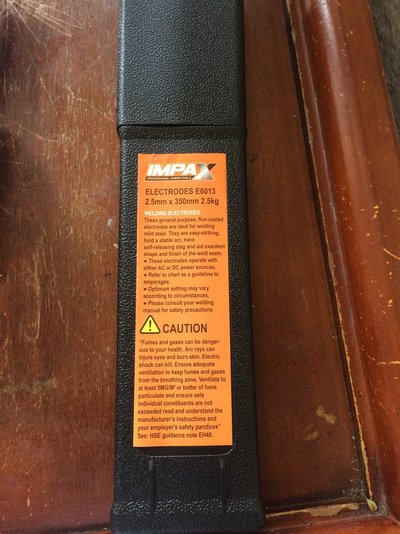 IMPAX
PROFESSIONAL POWER TOOLS
ELECTRODES E6013
2.5mm x 350mm 2.5kg
WELDING ELECTRODES
These general purpose, flux-coated
electrodes are ideal for welding
mild steel. They are easy-striking,
hold a stable arc, have
self-releasing slag and aid execllent
shape and finish of the weld seam.
● These electrodes operate with
either AC or DC power sources.
● Refer to chart as a guideline to
amperages.
● Optimum setting may vary
according to circumstances.
● Please consult your welding
manual for safety precautions.
CAUTION
"Fumes and gases can be danger-
ous to your health. Arc rays can
injure eyes and burn skin. Electric
shock can kill. Ensure adequate
ventilation to keep fumes and gases
from the breathing zone. Ventilate to
at least 5MG/M³ or better of fume
particulate and ensure oels
individual constituents are not
exceeded read and understand the
manufacturer's instructions and
your employer's safety parctices"
See: HSE guidance note EH40.